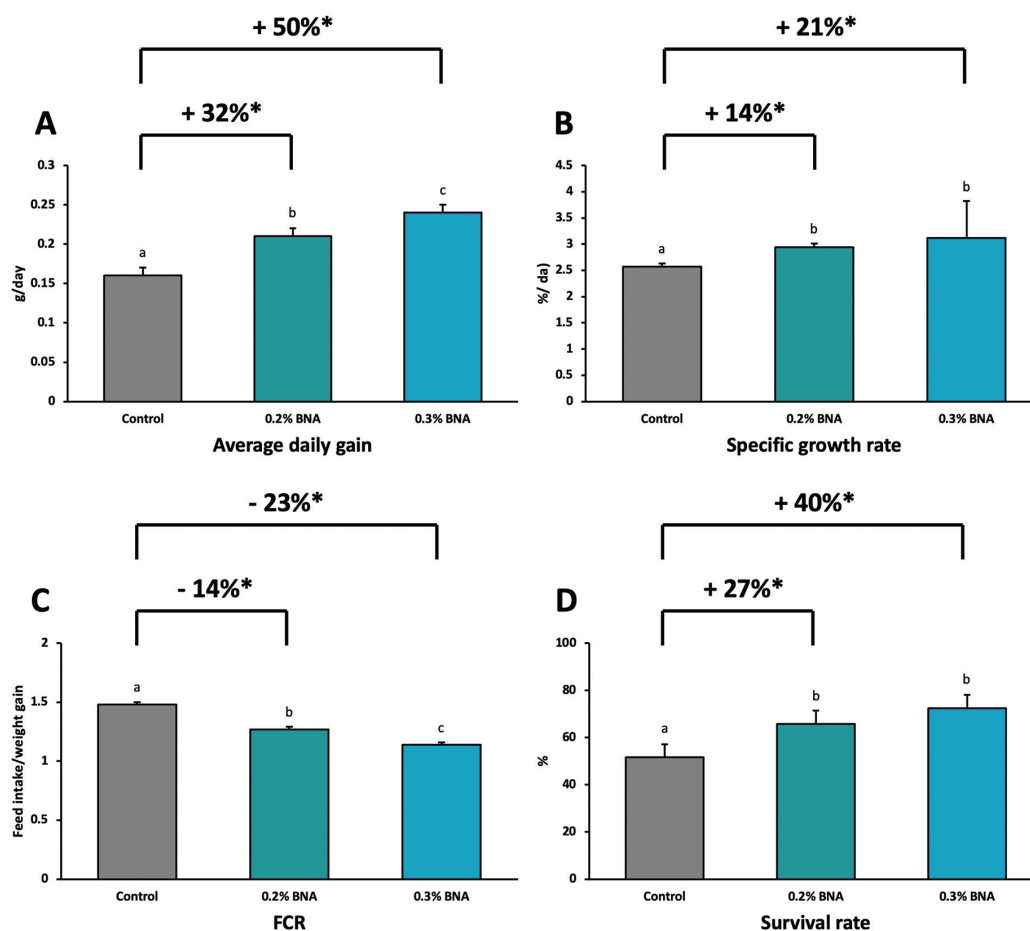 + 50%*
+ 32%*
A
0.3
0.25
0.2
0.15
0.1
0.05
0
g/day
a
b
c
Control
0.2% BNA
0.3% BNA
Average daily gain
+ 21%*
+ 14%*
B
4.5
4
3.5
3
2.5
2
1.5
1
0.5
0
%/ da)
a
b
b
Control
0.2% BNA
0.3% BNA
Specific growth rate
- 23%*
- 14%*
C
2
1.5
1
0.5
0
Feed intake/weight gain
a
b
c
Control
0.2% BNA
0.3% BNA
FCR
+ 40%*
+ 27%*
D
100
80
60
40
20
0
%
a
b
b
Control
0.2% BNA
0.3% BNA
Survival rate